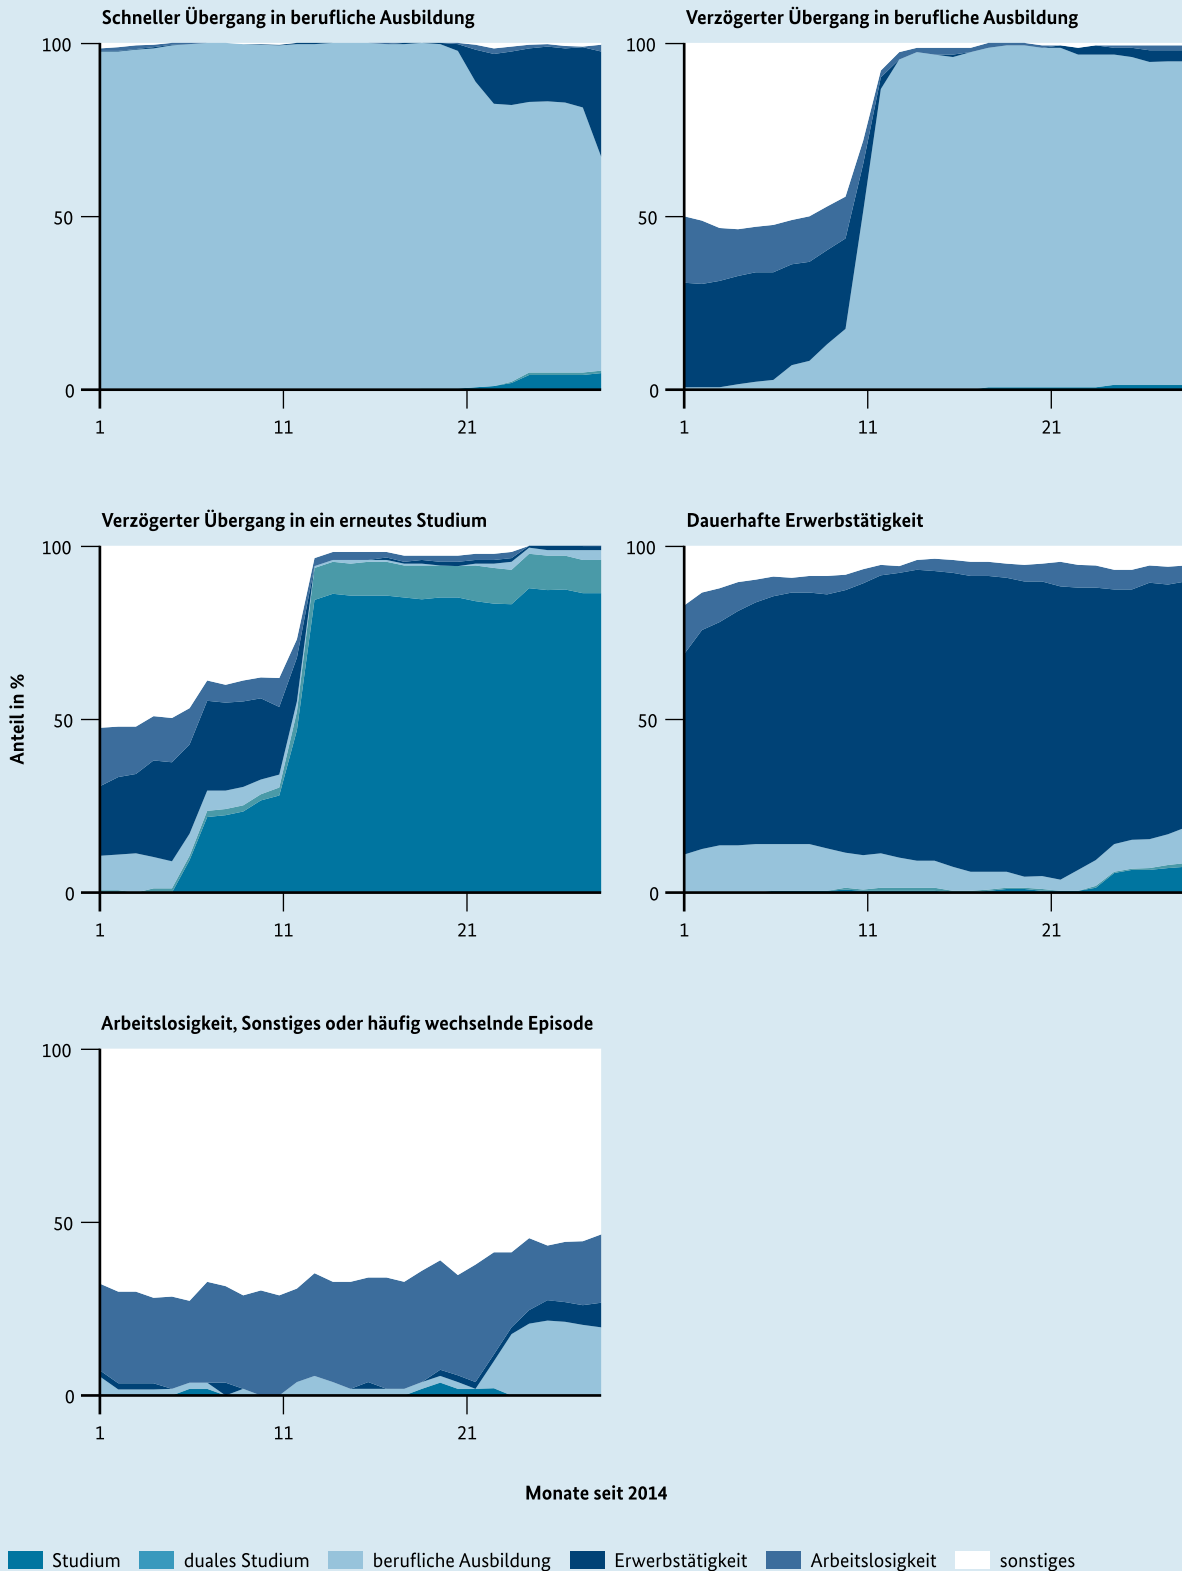 Schneller Übergang in berufliche Ausbildung
100
50
0
1 11 21
Verzögerter Übergang in berufliche Ausbildung
100
50
0
1 11 21
Verzögerter Übergang in ein erneutes Studium
100
50
0
1 11 21
Dauerhafte Erwerbstätigkeit
100
50
0
1 11 21
Anteil in %
Arbeitslosigkeit, Sonstiges oder häufig wechselnde Episode
100
50
0
1 11 21
Monate seit 2014
Studium duales Studium berufliche Ausbildung Erwerbstätigkeit Arbeitslosigkeit sonstiges